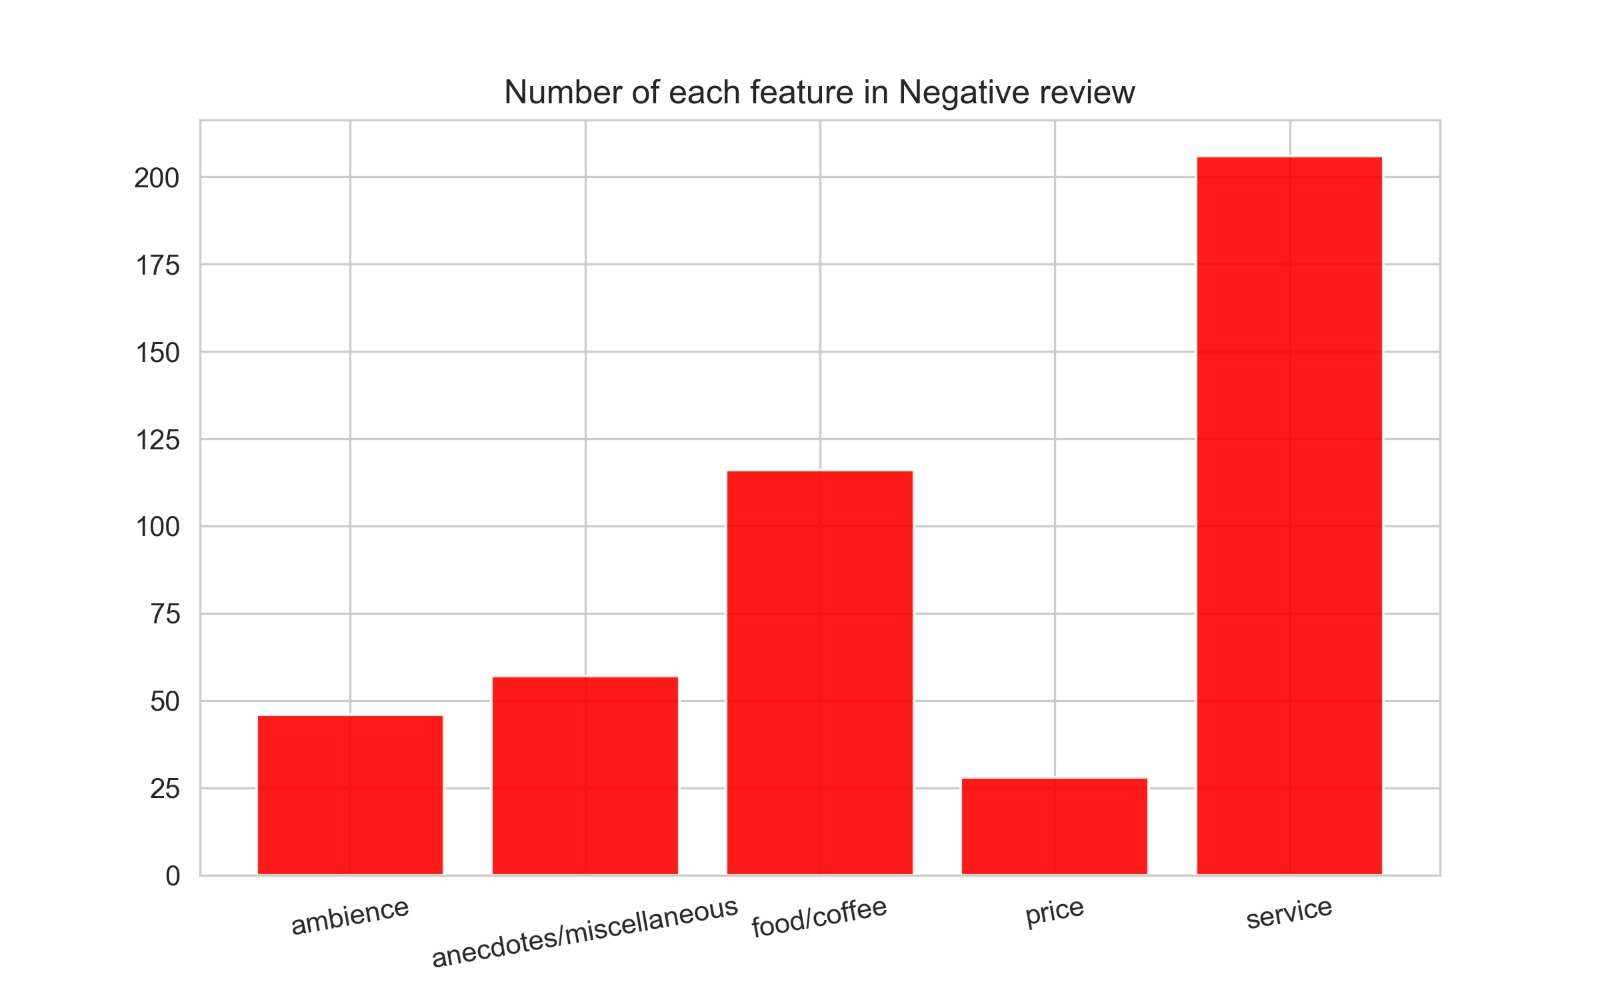 Number of each feature in Negative review
200
175
150
125
100
75
50
25
0
ambience
anecdotes/miscellaneous
food/coffee
price
service